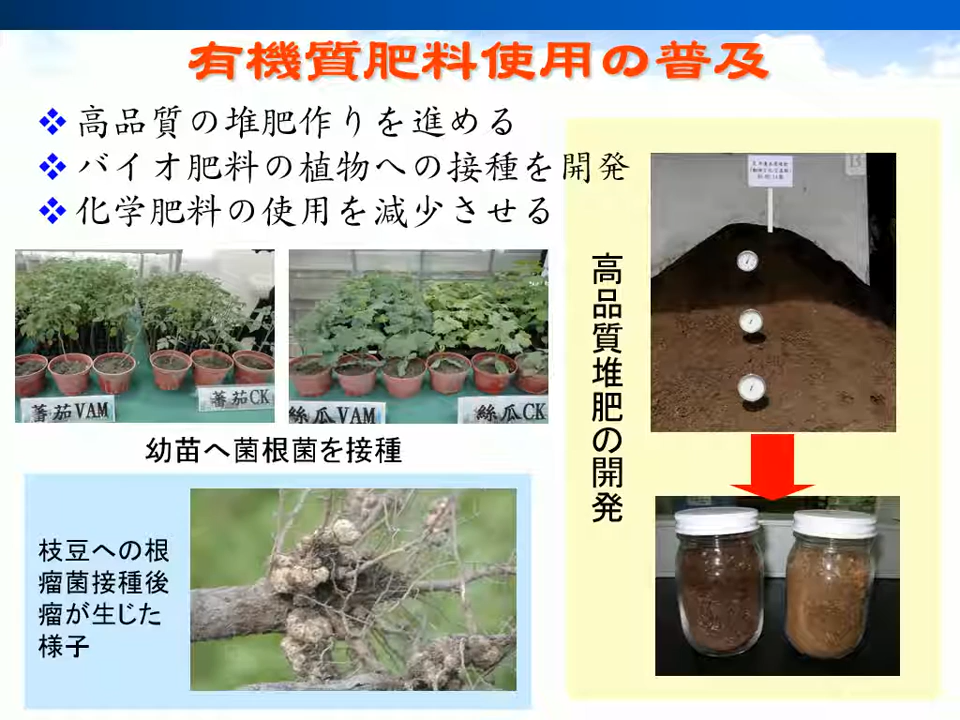 有機質肥料使用の普及
高品質の堆肥作りを進める
バイオ肥料の植物への接種を開発
化学肥料の使用を減少させる
蕃茄VAM
蕃茄CK
絲瓜VAM
絲瓜CK
幼苗へ菌根菌を接種
枝豆への根
瘤菌接種後
瘤が生じた
様子
高品質堆肥の開発